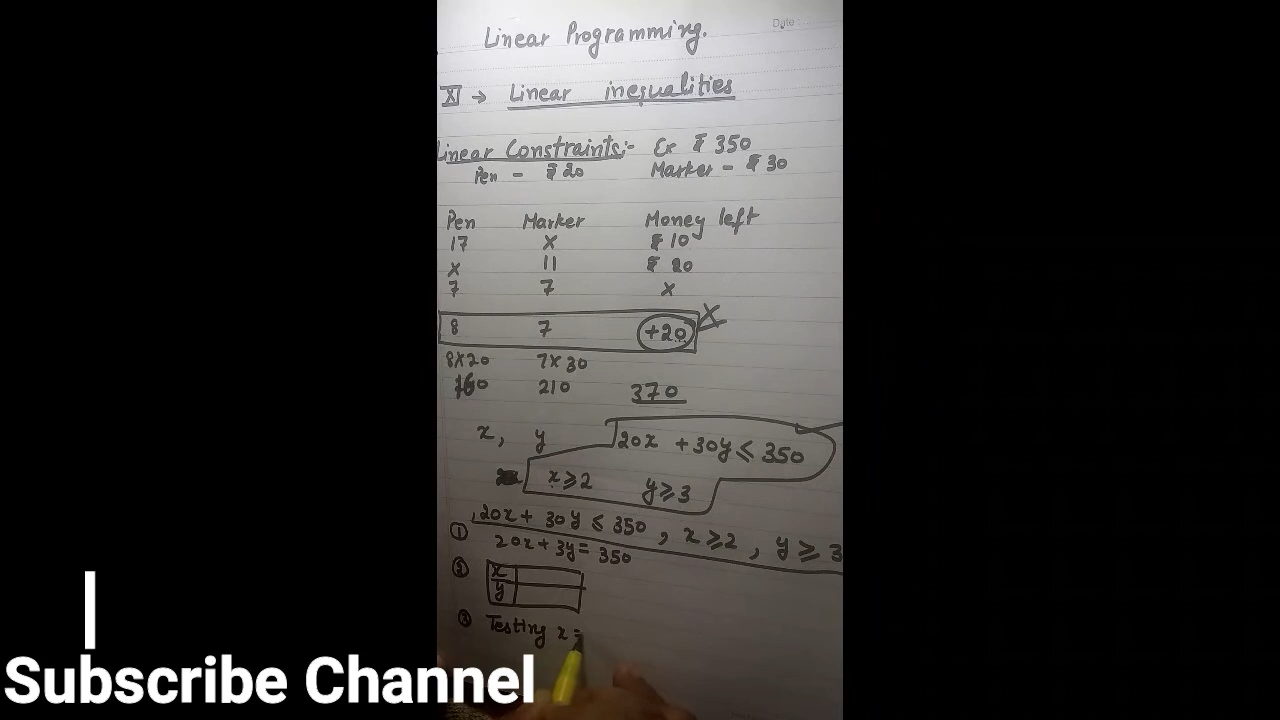 Date :
Linear Programming.
XI → Linear inequalities
Linear Constraints:- Ex ₹ 350
Pen - ₹ 20 Marker - ₹ 30
Pen Marker Money left
17 X ₹ 10
X 11 ₹ 20
7 7 X
8 7 +20 X
8X20 7X30
160 210 370
x, y 20x + 30y ≤ 350
x ≥ 2 y ≥ 3
20x + 30y ≤ 350 , x ≥ 2 , y ≥ 3
① 20x + 3y = 350
② x
y
③ Testing x =
Subscribe Channel